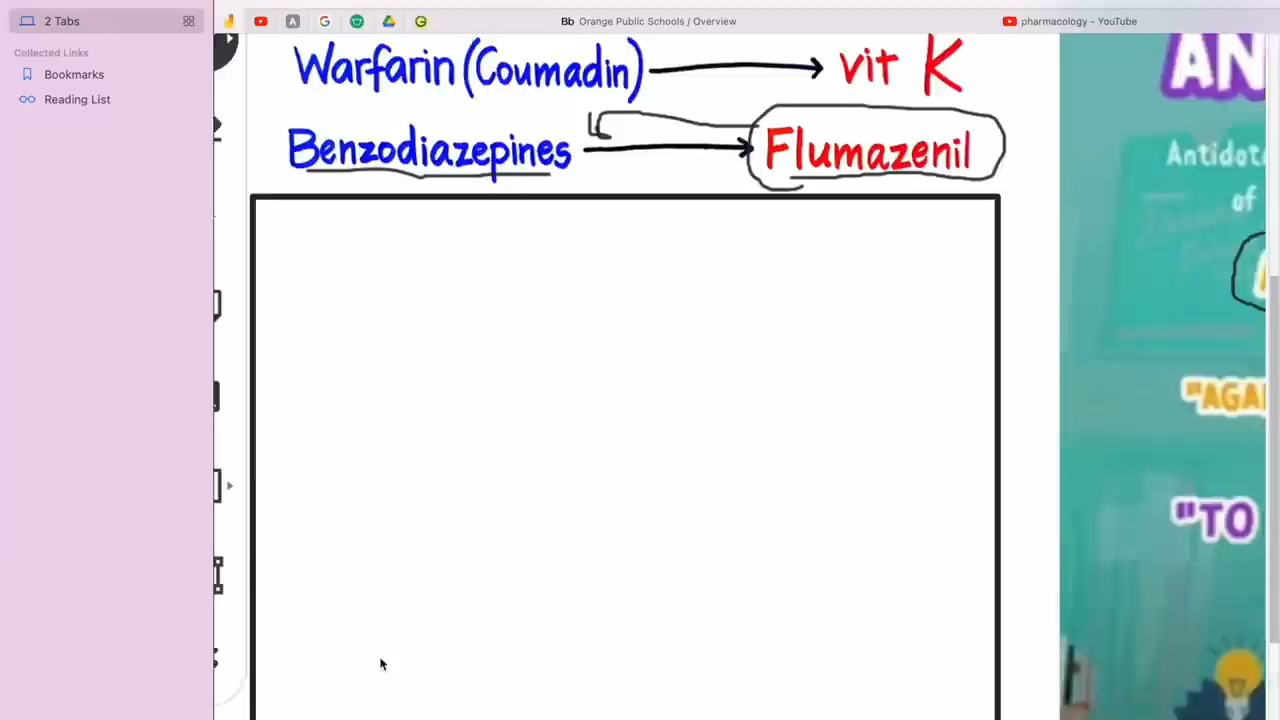 2 Tabs
Orange Public Schools / Overview
pharmacology - YouTube
Collected Links
Bookmarks
Reading List
Warfarin (Coumadin) vit K
Benzodiazepines Flumazenil
AN
Antidot
of
"AGA
"TO